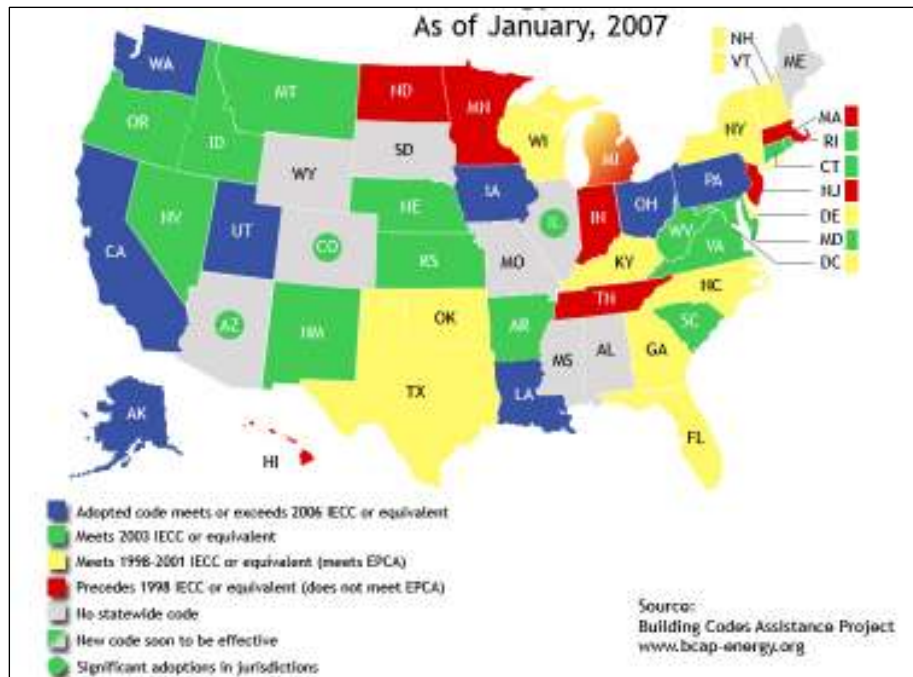 As of January, 2007
WA
MT
ND
MN
NH
VT
ME
OR
ID
WY
SD
WI
MI
NY
MA
RI
CT
NJ
DE
MD
DC
NV
UT
CO
NE
IA
IL
IN
OH
PA
WV
VA
CA
KS
MO
KY
NC
AZ
NM
OK
AR
TN
SC
TX
LA
MS
AL
GA
FL
AK
HI
Adopted code meets or exceeds 2006 IECC or equivalent
Meets 2003 IECC or equivalent
Meets 1998-2001 IECC or equivalent (meets EPCA)
Precedes 1998 IECC or equivalent (does not meet EPCA)
No statewide code
New code soon to be effective
Significant adoptions in jurisdictions
Source:
Building Codes Assistance Project
www.bcap-energy.org